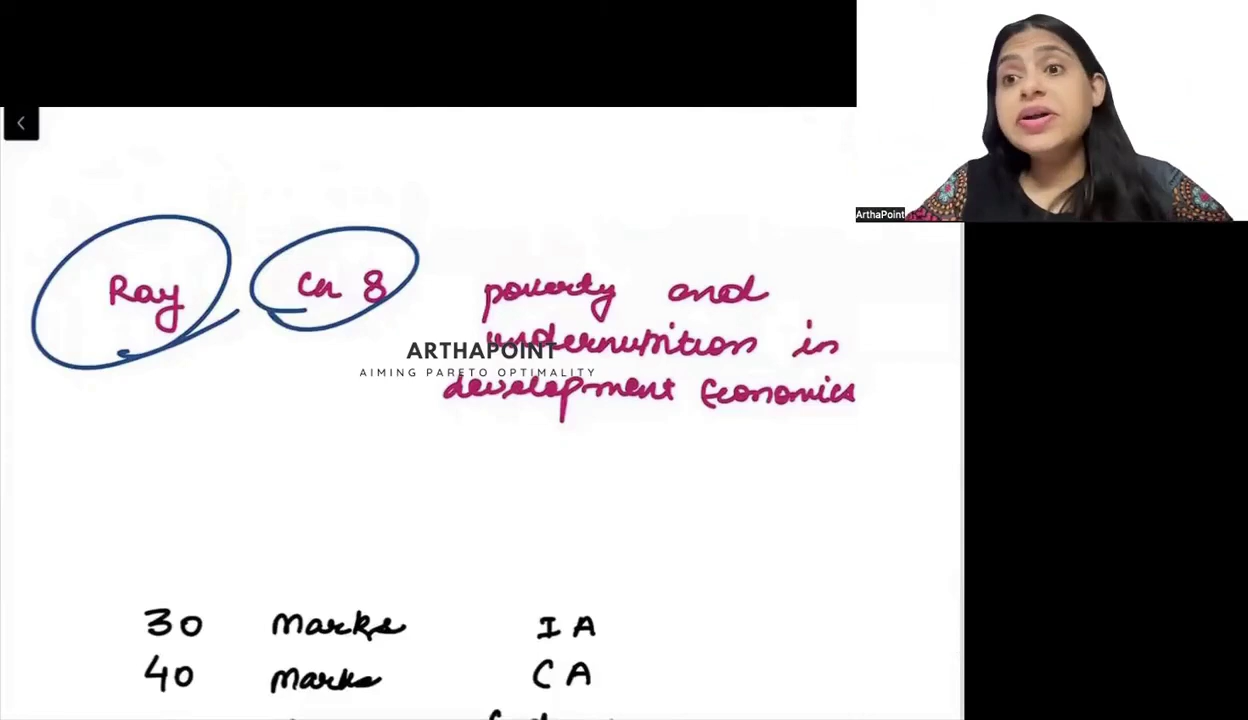 ArthaPoint
Ray Ch 8 poverty and
undernutrition in
ARTHAPOINT
AIMING PARETO OPTIMALITY
development Economics
30 Marks IA
40 Marks CA